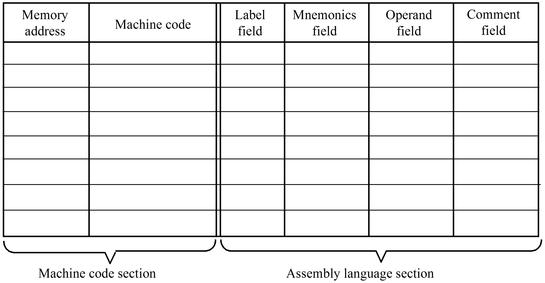 Memory address
Machine code
Label field
Mnemonics field
Operand field
Comment field
Machine code section
Assembly language section